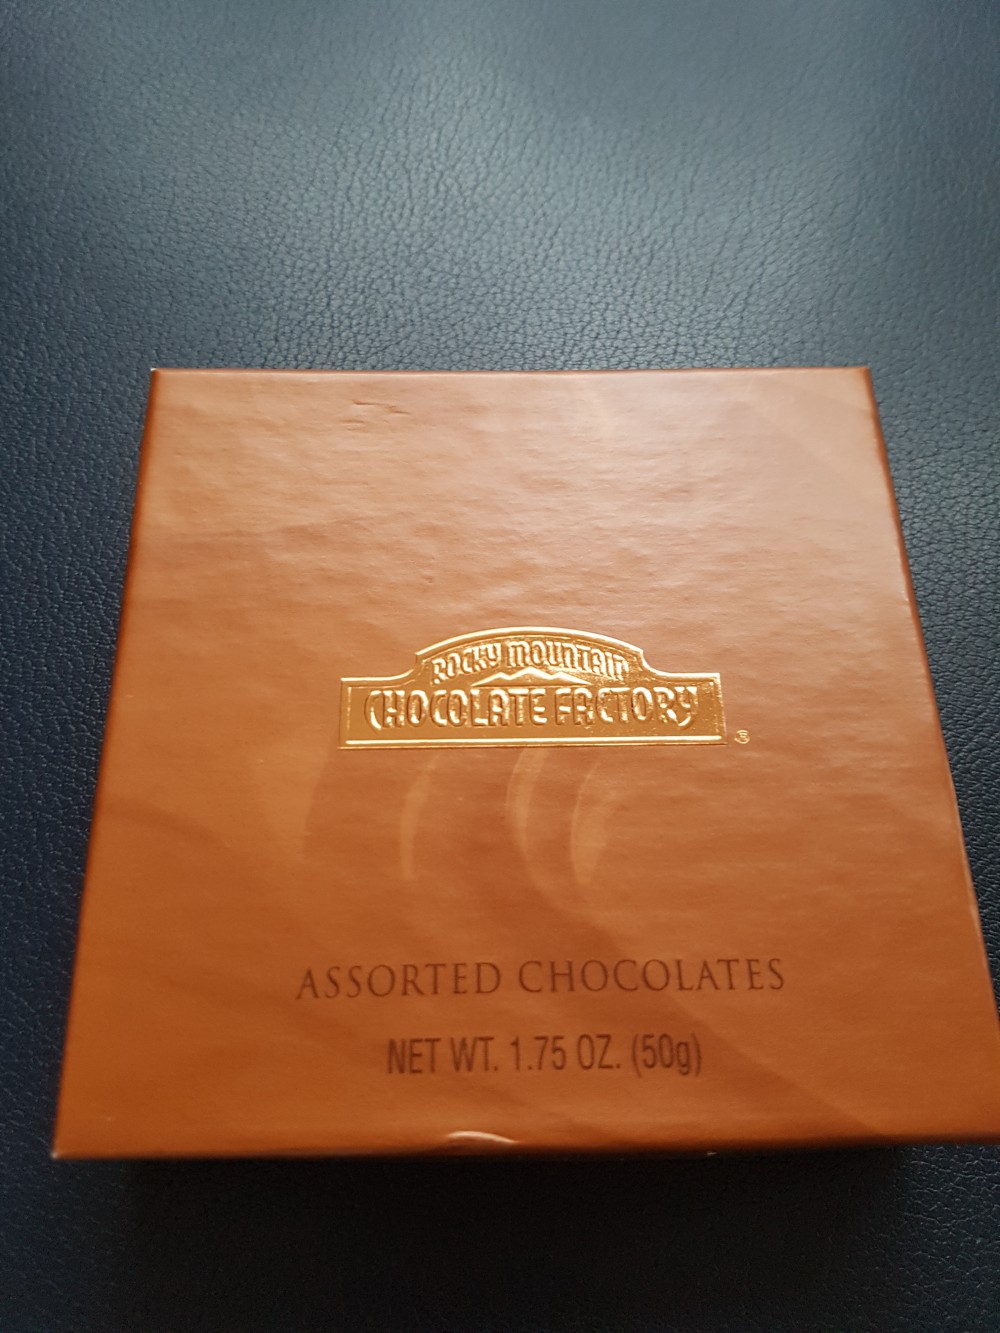 ROCKY MOUNTAIN
CHOCOLATE FACTORY
®
ASSORTED CHOCOLATES
NET WT. 1.75 OZ. (50g)